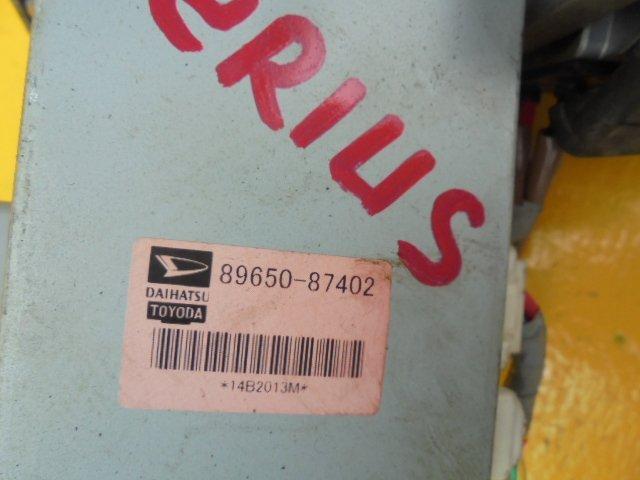 ERIUS
89650-87402
DAIHATSU
TOYODA
*14B2013M*